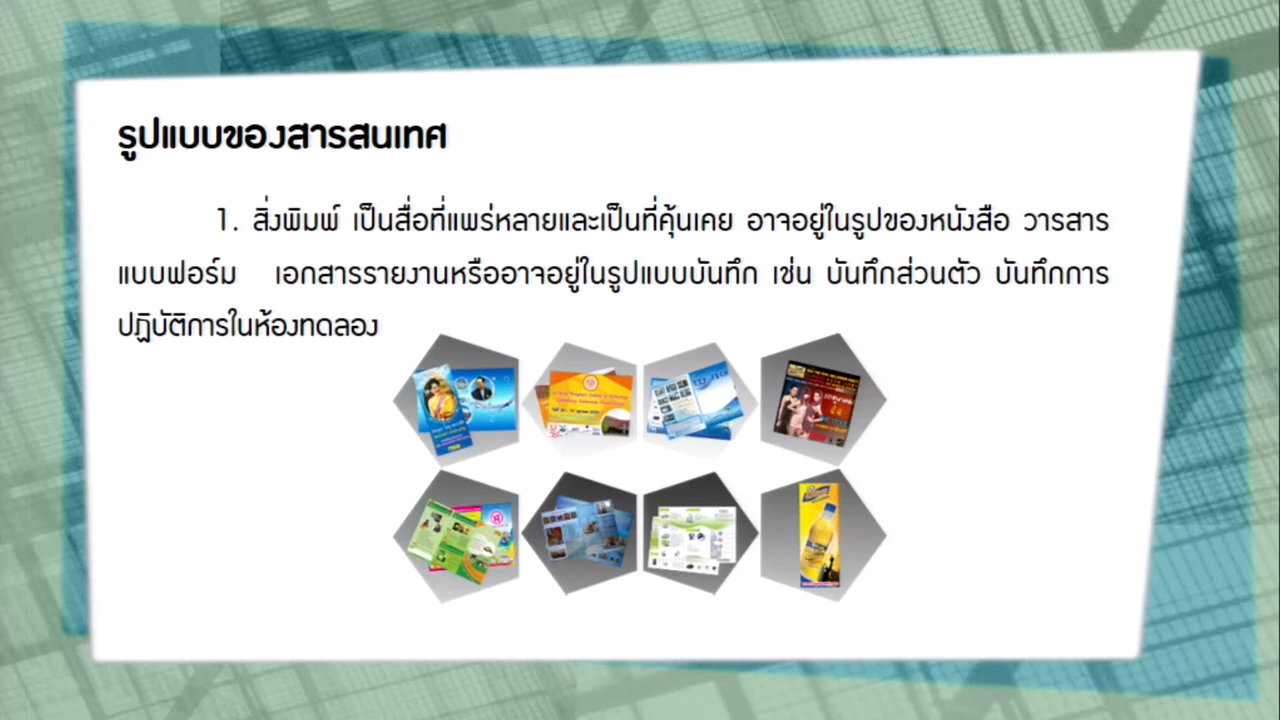 รูปแบบของสารสนเทศ
1. สิ่งพิมพ์ เป็นสื่อที่แพร่หลายและเป็นที่คุ้นเคย อาจอยู่ในรูปของหนังสือ วารสาร
แบบฟอร์ม เอกสารรายงานหรืออาจอยู่ในรูปแบบบันทึก เช่น บันทึกส่วนตัว บันทึกการ
ปฏิบัติการในห้องทดลอง